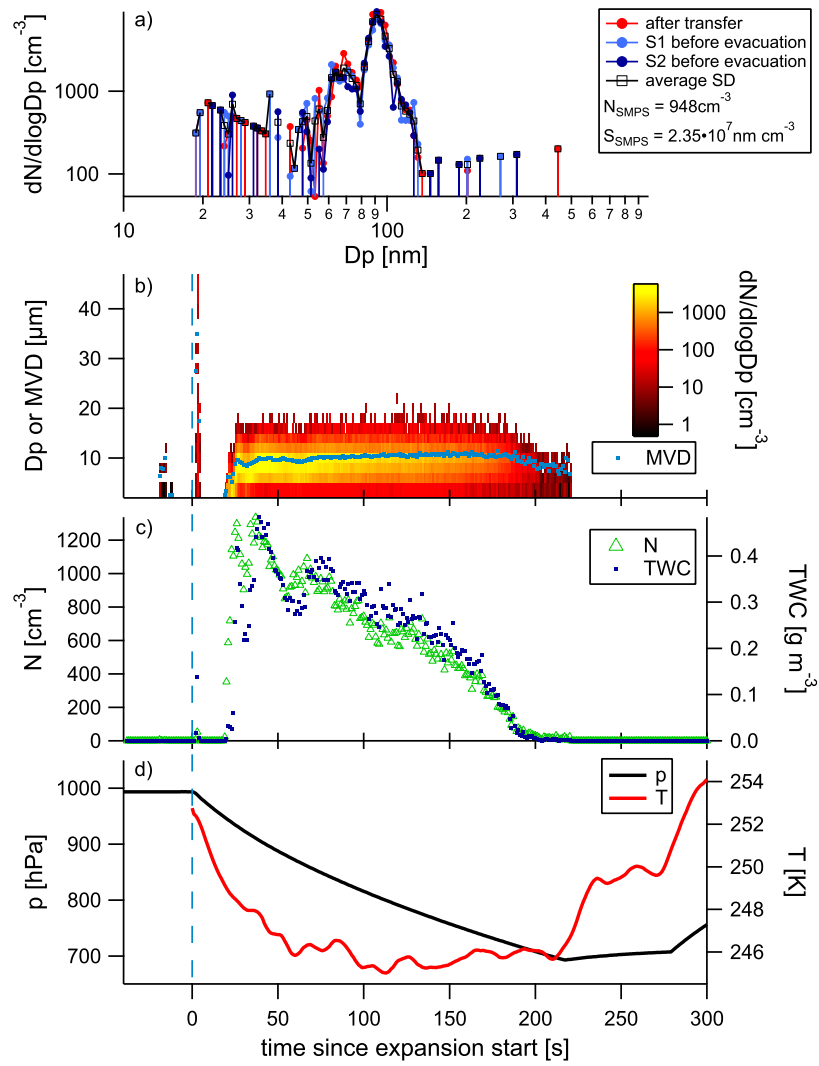 a)
dN/dlogDp [cm-3]
1000
100
after transfer
S1 before evacuation
S2 before evacuation
average SD
NSMPS = 948cm-3
SSMPS = 2.35•107nm cm-3
2 3 4 5 6 7 8 9 2 3 4 5 6 7 8 9
10 100
Dp [nm]
b)
Dp or MVD [µm]
40
30
20
10
1000
100
10
1
dN/dlogDp [cm-3]
MVD
c)
N [cm-3]
1200
1000
800
600
400
200
0
N
TWC
0.4
0.3
0.2
0.1
0.0
TWC [g m-3]
d)
p [hPa]
1000
900
800
700
p
T
254
252
250
248
246
T [K]
0 50 100 150 200 250 300
time since expansion start [s]